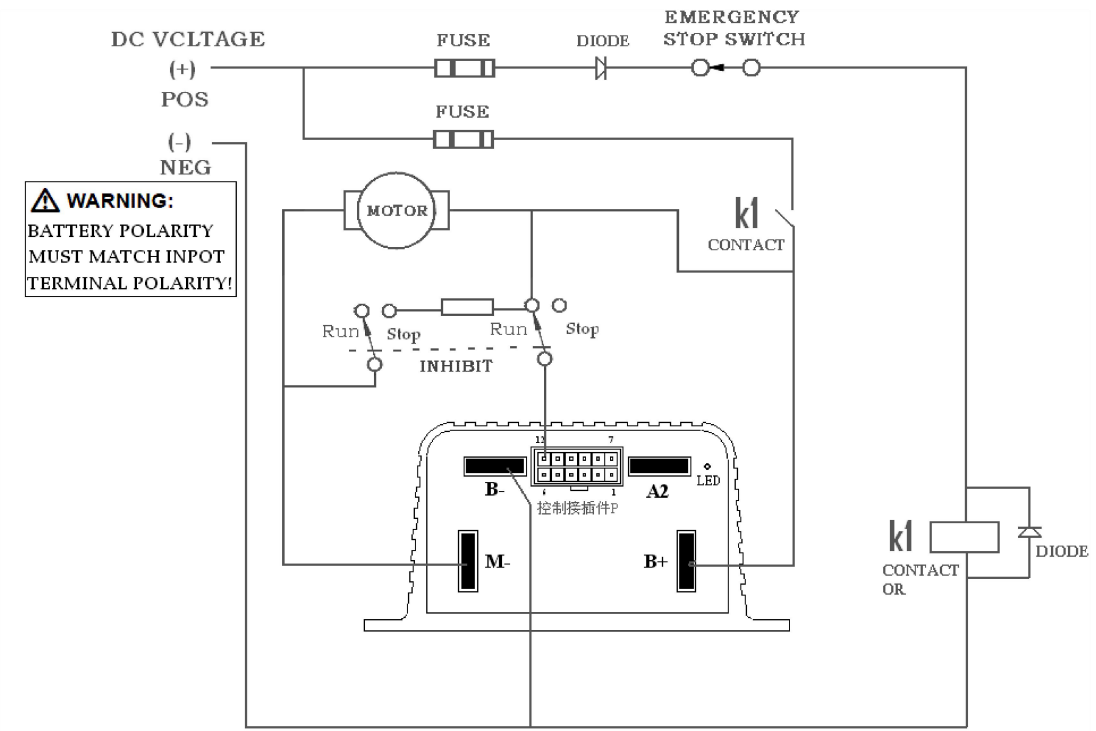 EMERGENCY
STOP SWITCH
DC VCLTAGE
FUSE
DIODE
(+)
POS
FUSE
(-)
NEG
WARNING:
BATTERY POLARITY
MUST MATCH INPOT
TERMINAL POLARITY!
MOTOR
k1
CONTACT
Run
Stop
Run
Stop
INHIBIT
12
7
B-
A2
LED
6
1
控制接插件P
M-
B+
k1
CONTACT
OR
DIODE